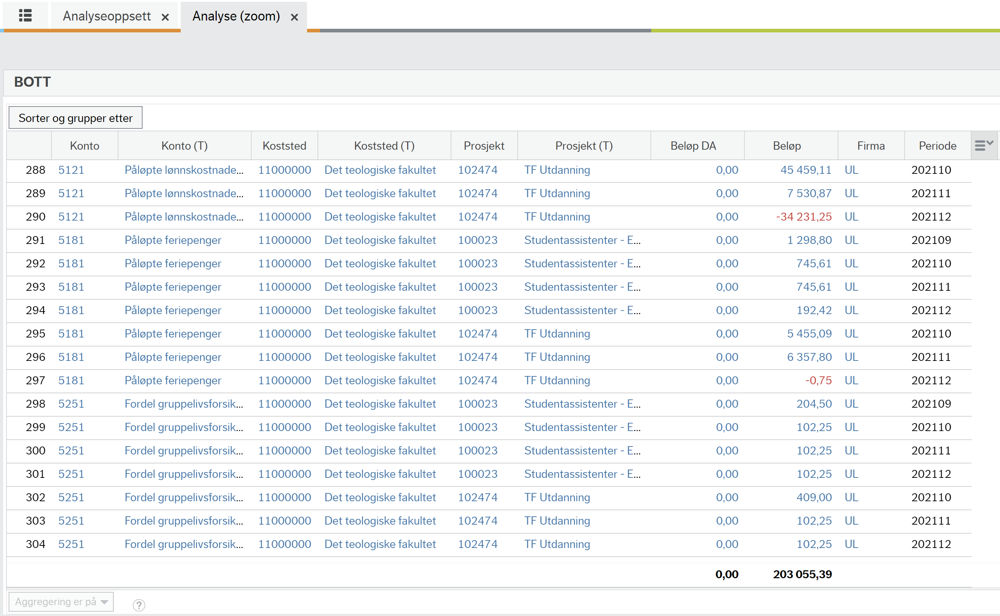 Analyseoppsett × Analyse (zoom) ×
BOTT
Sorter og grupper etter
Konto Konto (T) Koststed Koststed (T) Prosjekt Prosjekt (T) Beløp DA Beløp Firma Periode
288 5121 Påløpte lønnskostnade... 11000000 Det teologiske fakultet 102474 TF Utdanning 0,00 45 459,11 UL 202110
289 5121 Påløpte lønnskostnade... 11000000 Det teologiske fakultet 102474 TF Utdanning 0,00 7 530,87 UL 202111
290 5121 Påløpte lønnskostnade... 11000000 Det teologiske fakultet 102474 TF Utdanning 0,00 -34 231,25 UL 202112
291 5181 Påløpte feriepenger 11000000 Det teologiske fakultet 100023 Studentassistenter - E... 0,00 1 298,80 UL 202109
292 5181 Påløpte feriepenger 11000000 Det teologiske fakultet 100023 Studentassistenter - E... 0,00 745,61 UL 202110
293 5181 Påløpte feriepenger 11000000 Det teologiske fakultet 100023 Studentassistenter - E... 0,00 745,61 UL 202111
294 5181 Påløpte feriepenger 11000000 Det teologiske fakultet 100023 Studentassistenter - E... 0,00 192,42 UL 202112
295 5181 Påløpte feriepenger 11000000 Det teologiske fakultet 102474 TF Utdanning 0,00 5 455,09 UL 202110
296 5181 Påløpte feriepenger 11000000 Det teologiske fakultet 102474 TF Utdanning 0,00 6 357,80 UL 202111
297 5181 Påløpte feriepenger 11000000 Det teologiske fakultet 102474 TF Utdanning 0,00 -0,75 UL 202112
298 5251 Fordel gruppelivsforsik... 11000000 Det teologiske fakultet 100023 Studentassistenter - E... 0,00 204,50 UL 202109
299 5251 Fordel gruppelivsforsik... 11000000 Det teologiske fakultet 100023 Studentassistenter - E... 0,00 102,25 UL 202110
300 5251 Fordel gruppelivsforsik... 11000000 Det teologiske fakultet 100023 Studentassistenter - E... 0,00 102,25 UL 202111
301 5251 Fordel gruppelivsforsik... 11000000 Det teologiske fakultet 100023 Studentassistenter - E... 0,00 102,25 UL 202112
302 5251 Fordel gruppelivsforsik... 11000000 Det teologiske fakultet 102474 TF Utdanning 0,00 409,00 UL 202110
303 5251 Fordel gruppelivsforsik... 11000000 Det teologiske fakultet 102474 TF Utdanning 0,00 102,25 UL 202111
304 5251 Fordel gruppelivsforsik... 11000000 Det teologiske fakultet 102474 TF Utdanning 0,00 102,25 UL 202112
0,00 203 055,39
Aggregering er på ?